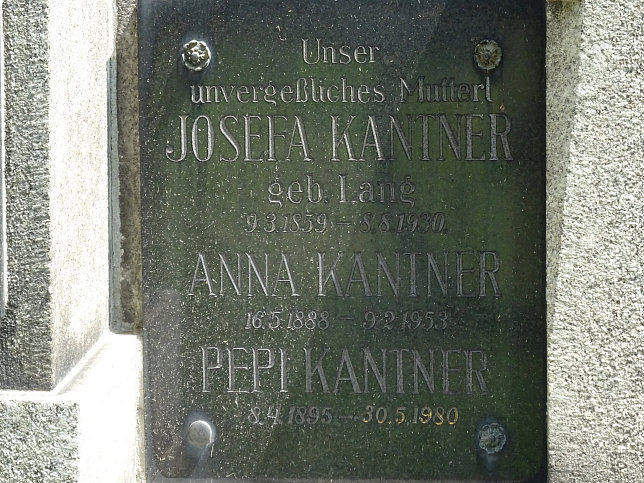 Unser
unvergeßliches Mutterl
JOSEFA KANTNER
geb. Lang
9.3.1859 – 8.8.1930.
ANNA KANTNER
16.5.1888 – 9.2.1953
PEPI KANTNER
8.4.1895 – 30.5.1980